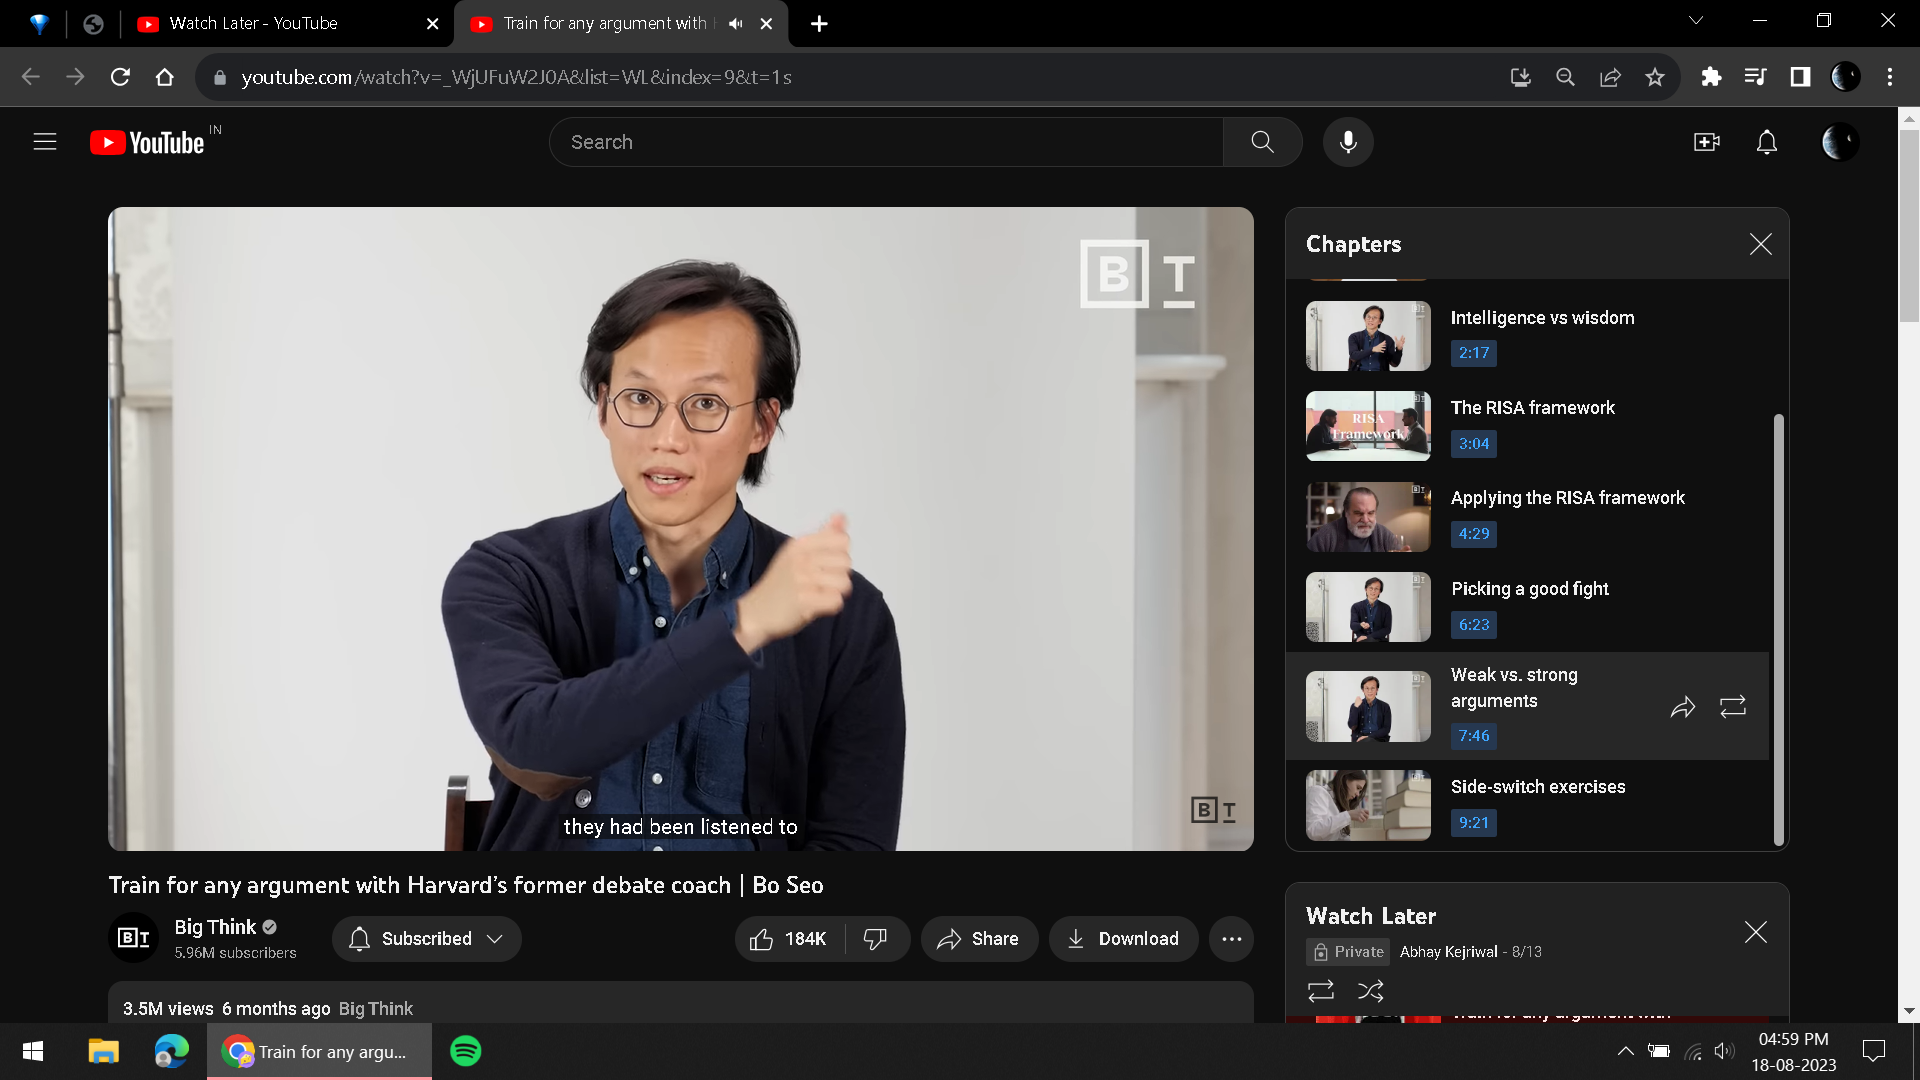 Watch Later - YouTube
Train for any argument with
youtube.com/watch?v=_WjUFuW2J0A&list=WL&index=9&t=1s
YouTube IN
Search
B T
Chapters
Intelligence vs wisdom
2:17
RISA
Framework
The RISA framework
3:04
Applying the RISA framework
4:29
Picking a good fight
6:23
Weak vs. strong
arguments
7:46
Side-switch exercises
9:21
B T
they had been listened to
Train for any argument with Harvard's former debate coach | Bo Seo
BT
Big Think
5.96M subscribers
Subscribed
184K
Share
Download
3.5M views 6 months ago Big Think
Watch Later
Private Abhay Kejriwal - 8/13
Train for any argument with
Train for any argu...
04:59 PM
18-08-2023